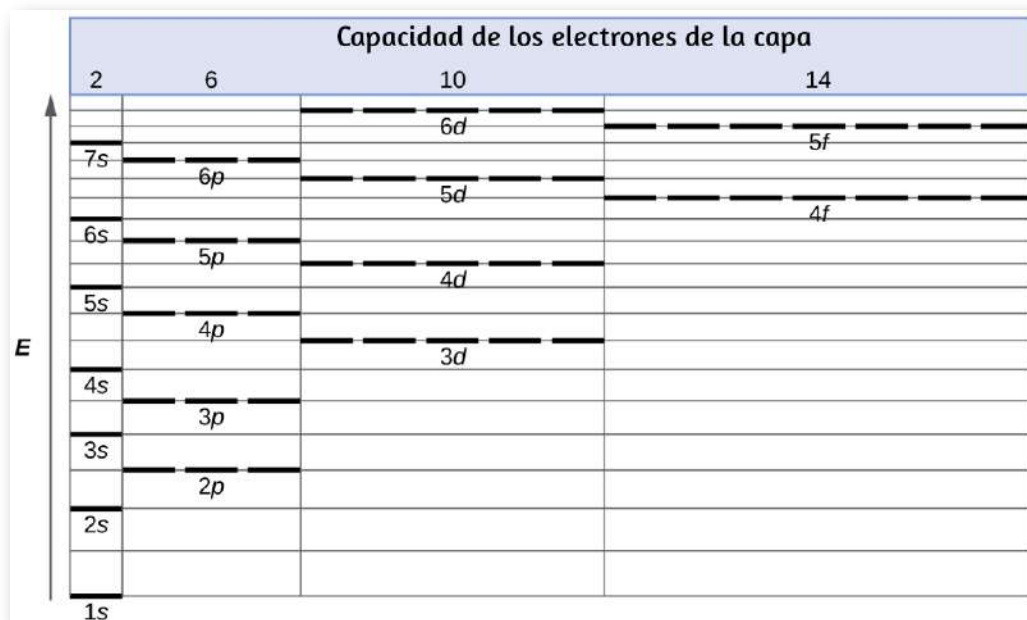 Capacidad de los electrones de la capa
2 6 10 14
6d
5f
7s
6p
5d
4f
6s
5p
4d
5s
4p
E
3d
4s
3p
3s
2p
2s
1s